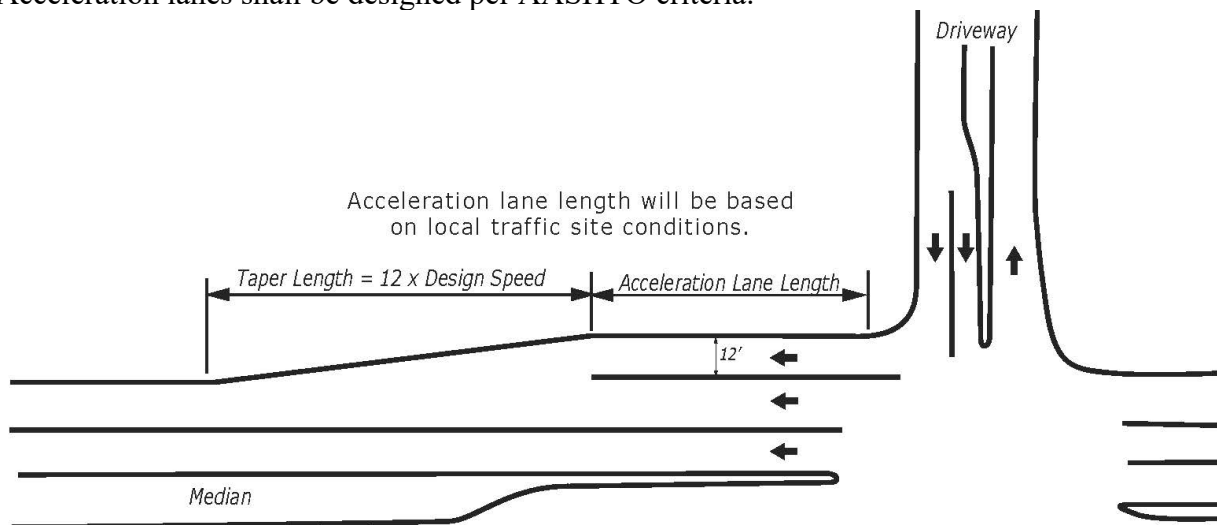 Acceleration lanes shall be designed per AASHTO criteria.
Driveway
Acceleration lane length will be based
on local traffic site conditions.
Taper Length = 12 x Design Speed
Acceleration Lane Length
12'
Median